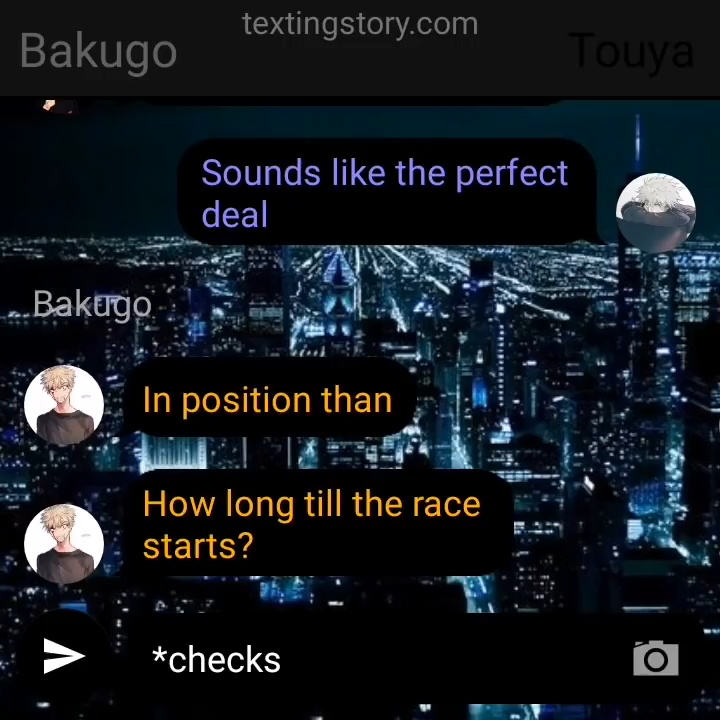 textingstory.com
Bakugo
Touya
Sounds like the perfect
deal
Bakugo
In position than
How long till the race
starts?
*checks